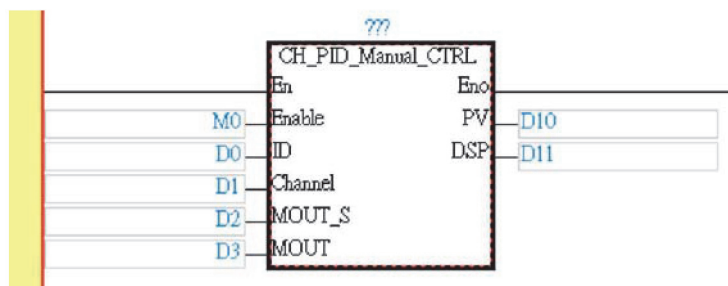 ???
CH_PID_Manual_CTRL
En Eno
M0 Enable PV D10
D0 ID DSP D11
D1 Channel
D2 MOUT_S
D3 MOUT